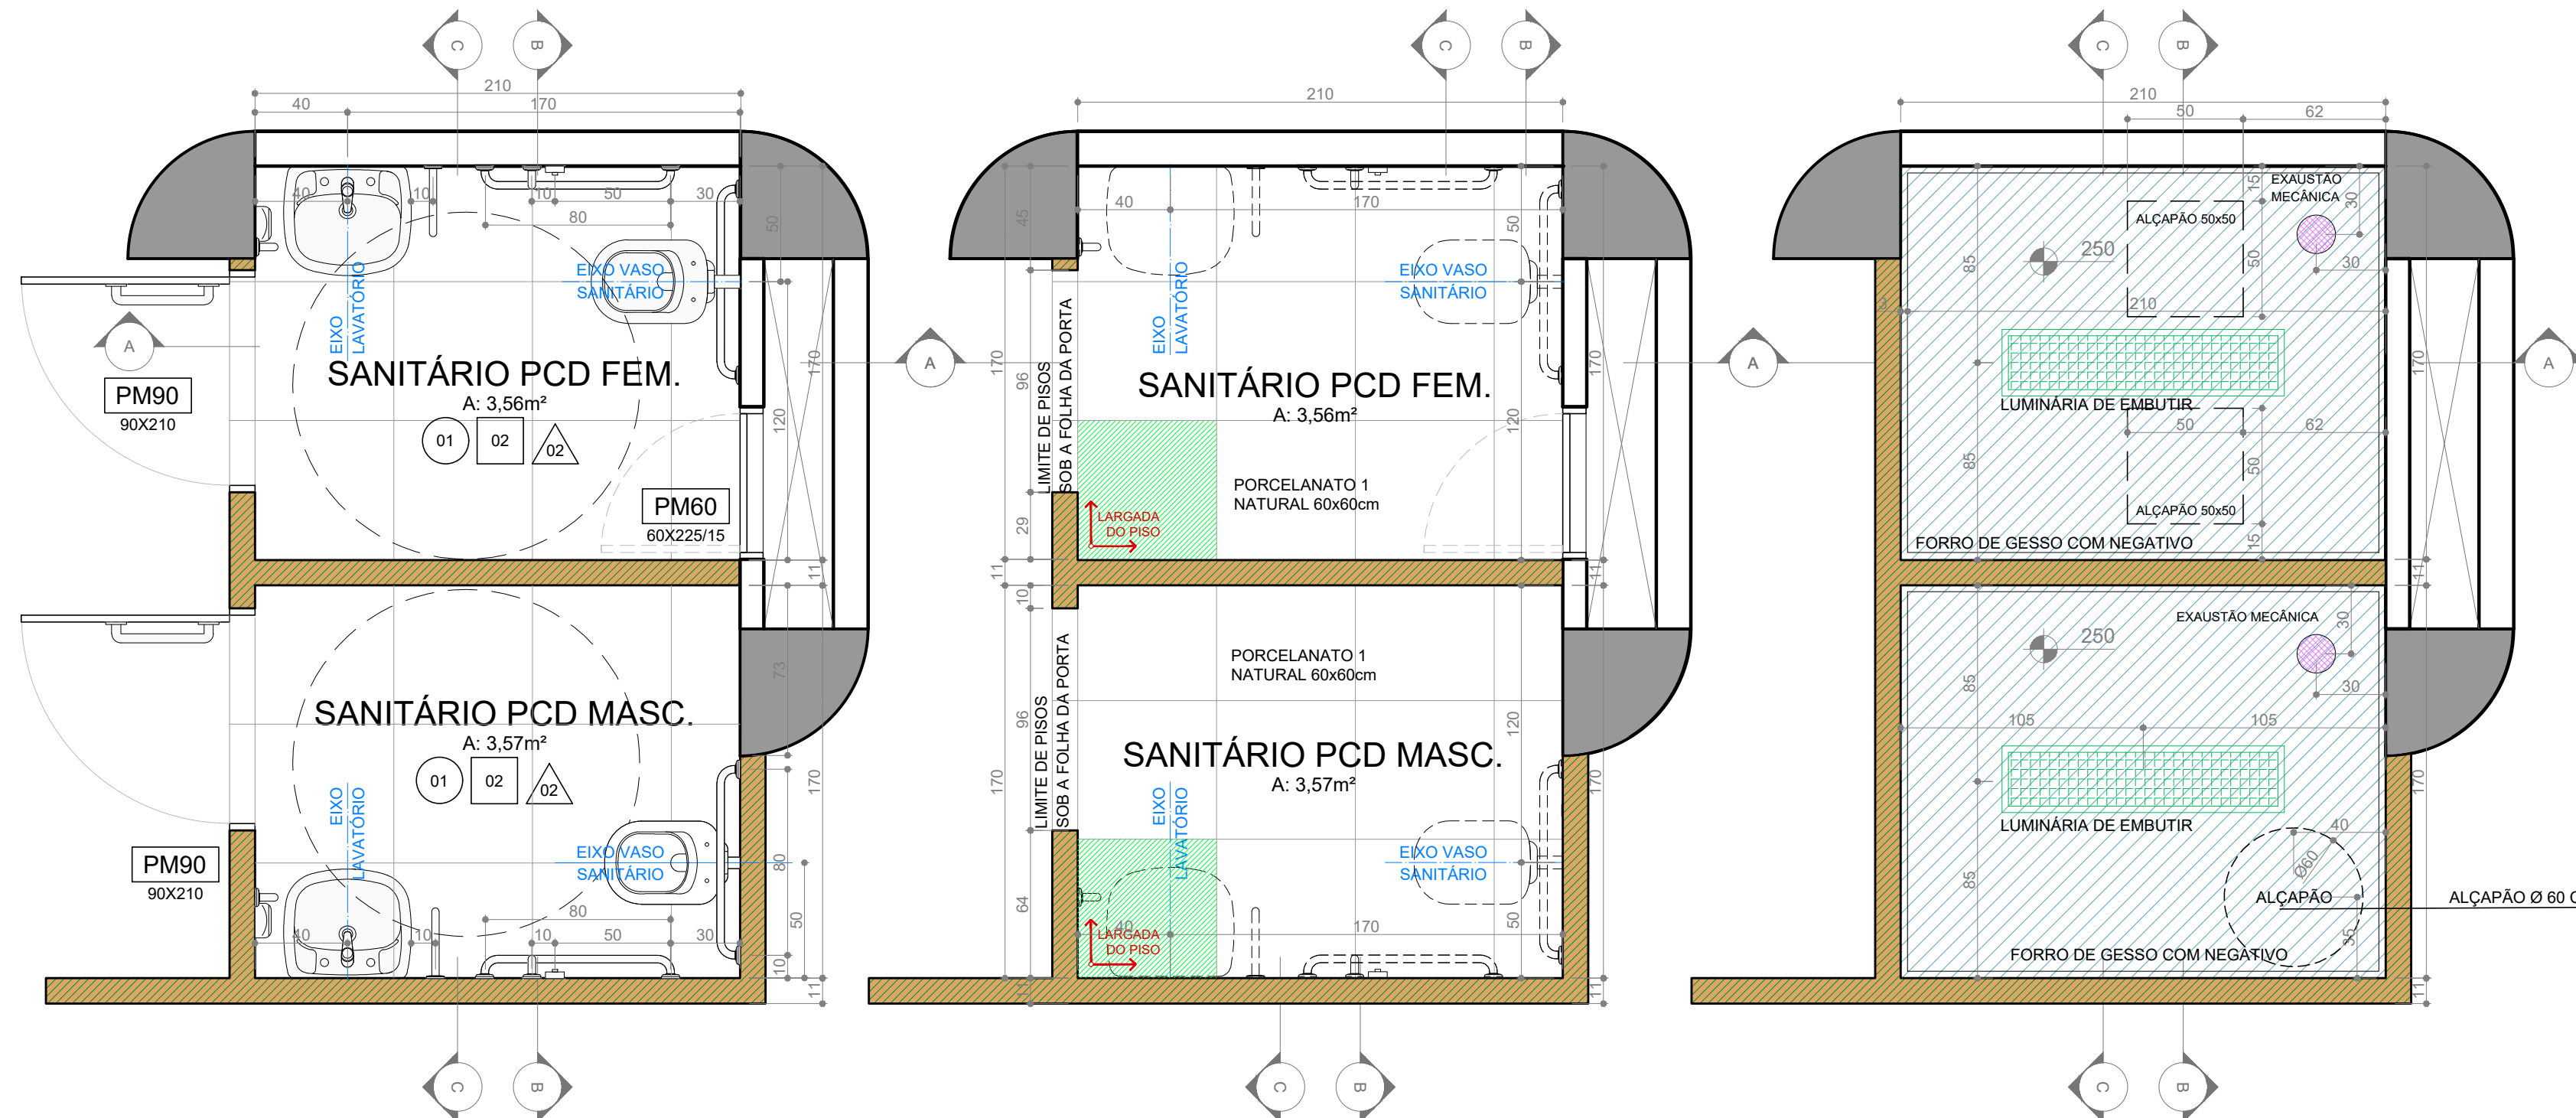 C
B
210
40
170
40
10
10
50
30
80
50
EIXO VASO
SANITÁRIO
EIXO
LAVATÓRIO
A
SANITÁRIO PCD FEM.
A: 3,56m²
01
02
02
PM90
90X210
170
120
PM60
60X225/15
11
73
SANITÁRIO PCD MASC.
A: 3,57m²
01
02
02
EIXO
LAVATÓRIO
EIXO VASO
SANITÁRIO
PM90
90X210
170
80
50
80
40
10
10
50
30
10
11
C
B
C
B
210
45
40
170
50
EIXO VASO
SANITÁRIO
EIXO
LAVATÓRIO
A
170
96
LIMITE DE PISOS
SOB A FOLHA DA PORTA
SANITÁRIO PCD FEM.
A: 3,56m²
170
120
PORCELANATO 1
NATURAL 60x60cm
LARGADA
DO PISO
29
11
11
10
PORCELANATO 1
NATURAL 60x60cm
LIMITE DE PISOS
SOB A FOLHA DA PORTA
96
170
SANITÁRIO PCD MASC.
A: 3,57m²
120
170
EIXO
LAVATÓRIO
EIXO VASO
SANITÁRIO
64
40
170
50
LARGADA
DO PISO
11
11
C
B
C
B
210
50
62
15
EXAUSTÃO
MECÂNICA
30
ALÇAPÃO 50x50
250
85
50
30
3
210
A
170
A
LUMINÁRIA DE EMBUTIR
50
62
85
50
ALÇAPÃO 50x50
FORRO DE GESSO COM NEGATIVO
15
11
EXAUSTÃO MECÂNICA
30
250
85
30
105
105
170
LUMINÁRIA DE EMBUTIR
40
Ø60
85
ALÇAPÃO
ALÇAPÃO Ø 60 C
35
FORRO DE GESSO COM NEGATIVO
11
C
B